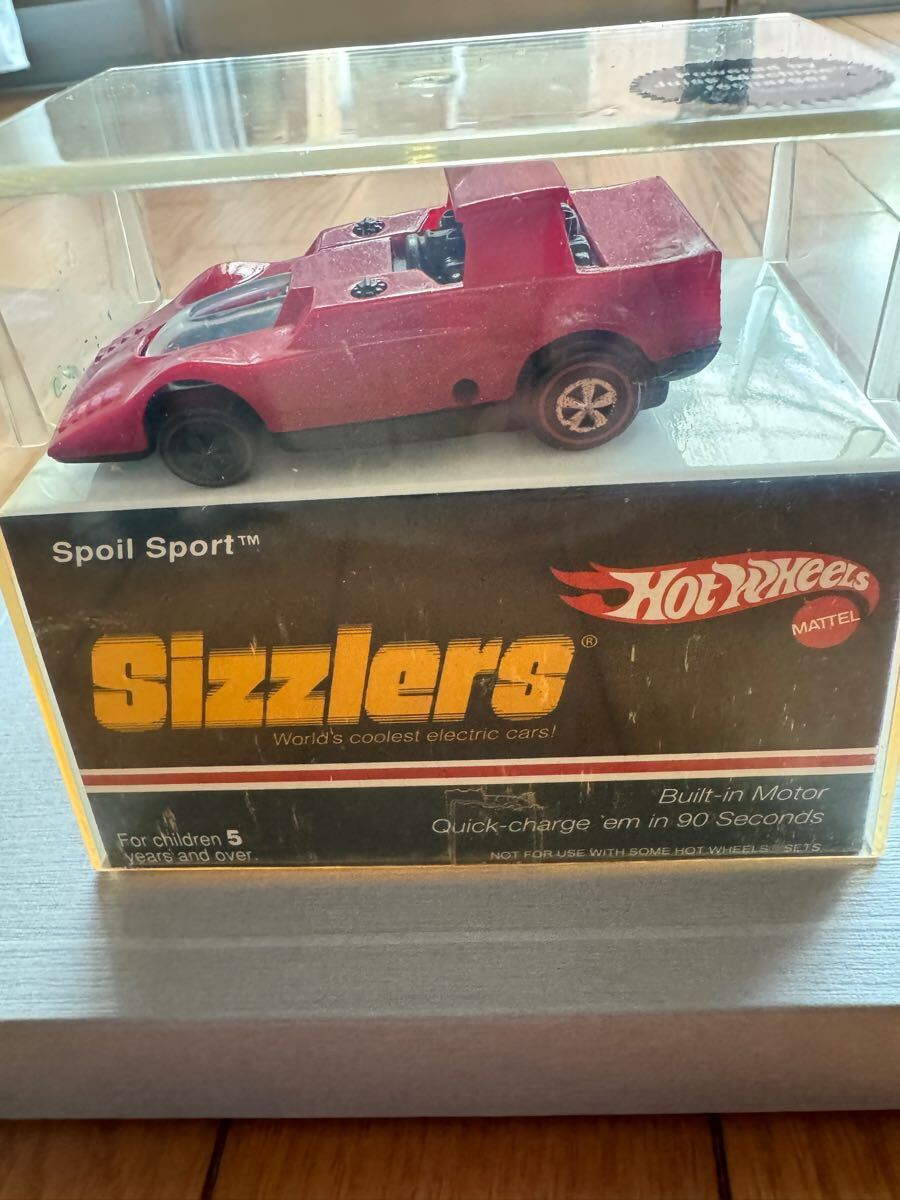 Spoil Sport™
HOT WHEELS
MATTEL
Sizzlers®
World's coolest electric cars!
Built-in Motor
Quick-charge 'em in 90 Seconds
For children 5
years and over.
NOT FOR USE WITH SOME HOT WHEELS SETS